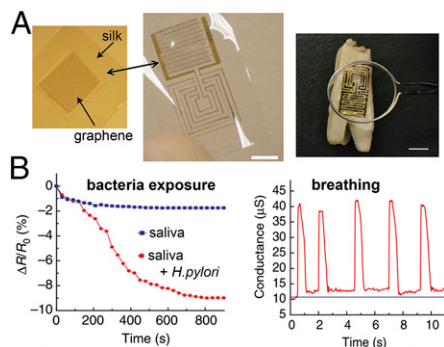 A
silk
graphene
B
bacteria exposure
ΔR/R₀ (%)
0
−2
−4
−6
−8
−10
saliva
saliva
+ H.pylori
0 200 400 600 800
Time (s)
breathing
Conductance (µS)
45
40
35
30
25
20
15
10
5
0 2 4 6 8 10
Time (s)